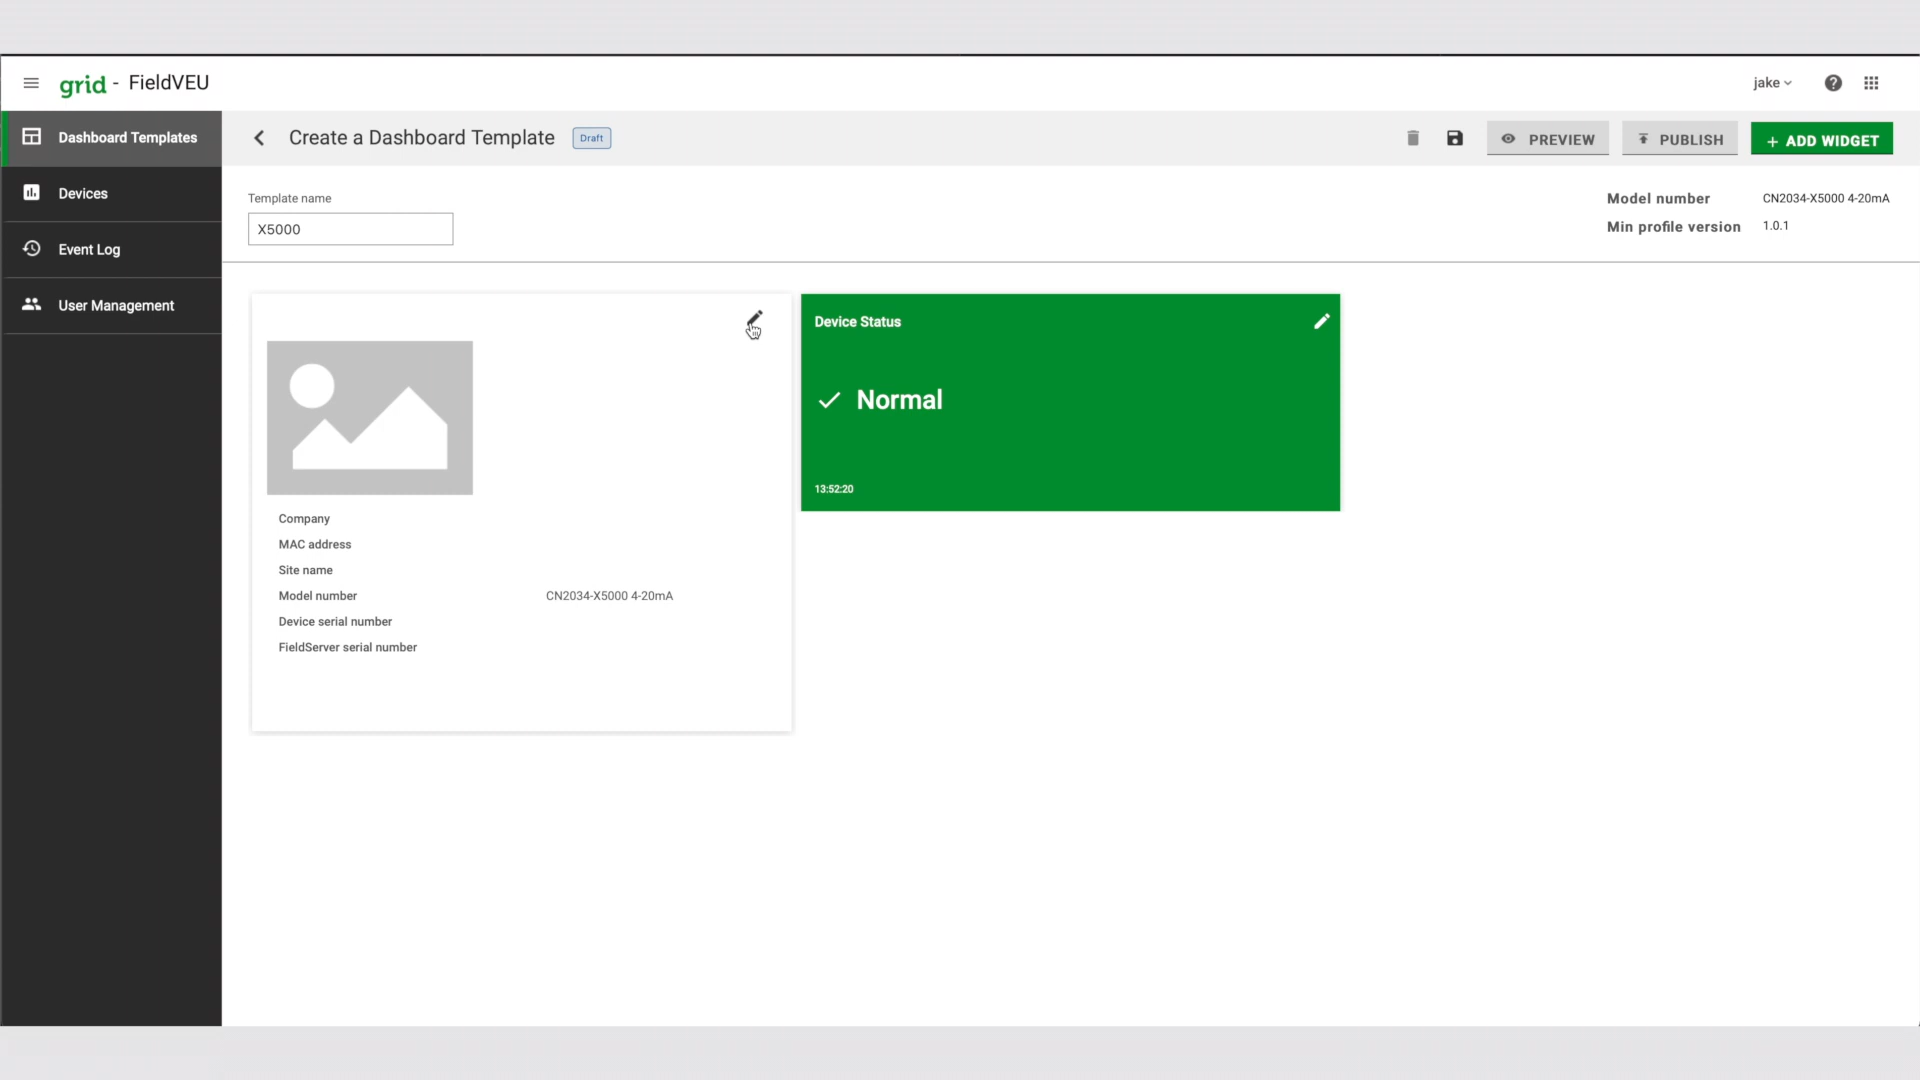 grid - FieldVEU
jake
Dashboard Templates
Devices
Event Log
User Management
Create a Dashboard Template
Draft
PREVIEW
PUBLISH
+ ADD WIDGET
Template name
X5000
Model number CN2034-X5000 4-20mA
Min profile version 1.0.1
Company
MAC address
Site name
Model number CN2034-X5000 4-20mA
Device serial number
FieldServer serial number
Device Status
Normal
13:52:20